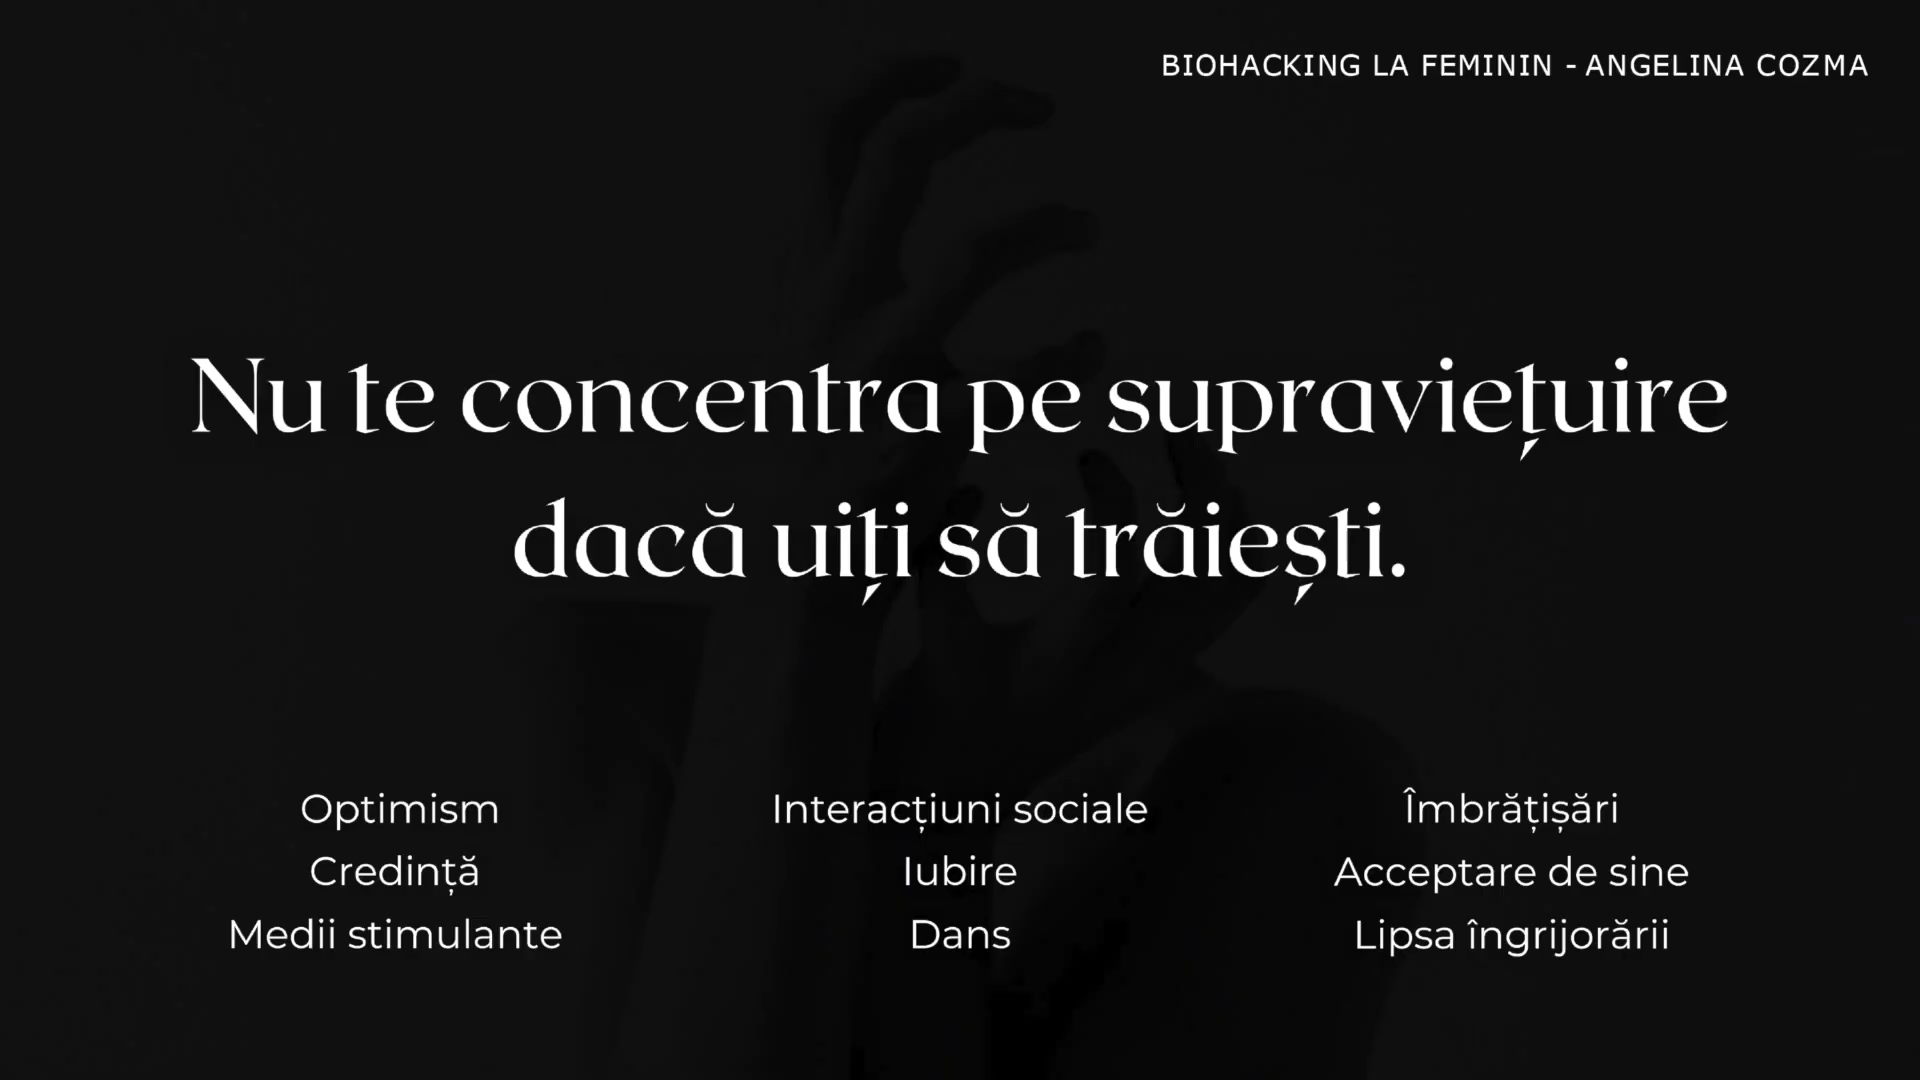 BIOHACKING LA FEMININ - ANGELINA COZMA
Nu te concentra pe supraviețuire
dacă uiți să trăiești.
Optimism
Credință
Medii stimulante
Interacțiuni sociale
Iubire
Dans
Îmbrățișări
Acceptare de sine
Lipsa îngrijorării